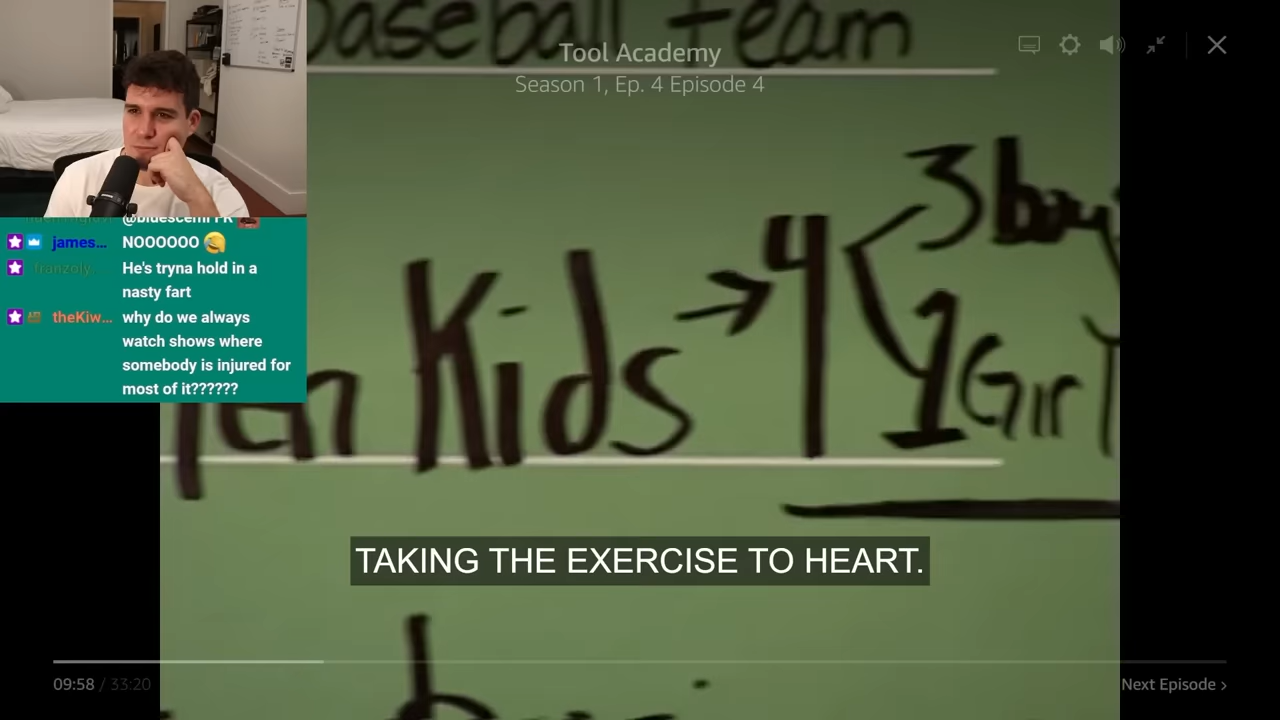 baseball team
Tool Academy
Season 1, Ep. 4 Episode 4
3 boys
Kids → 4
1 Girl
NOOOOOO
james...
He's tryna hold in a
nasty fart
franzoly
theKiw...
why do we always
watch shows where
somebody is injured for
most of it??????
TAKING THE EXERCISE TO HEART.
09:58 / 33:20
Next Episode ›